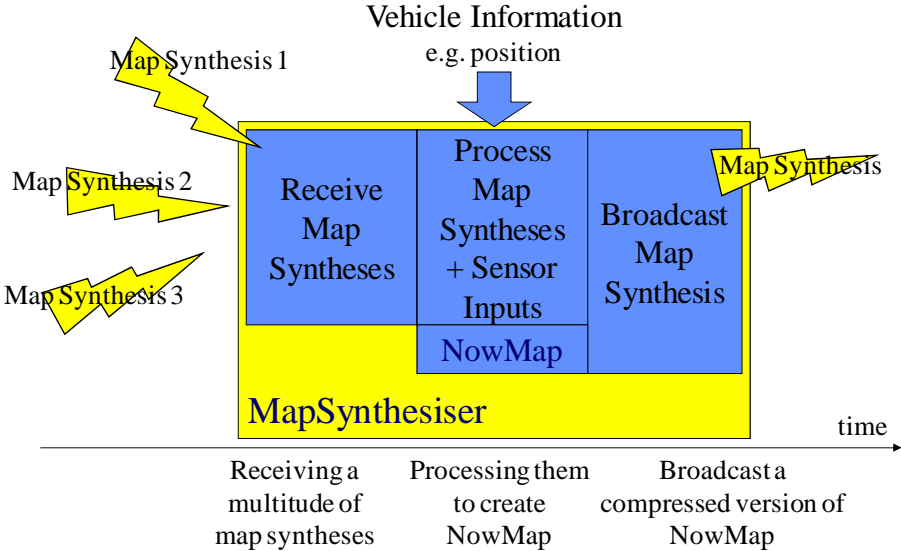 Vehicle Information
e.g. position
Map Synthesis 1
Map Synthesis 2
Map Synthesis 3
Receive
Map
Syntheses
Process
Map
Syntheses
+ Sensor
Inputs
NowMap
Broadcast
Map
Synthesis
Map Synthesis
MapSynthesiser
time
Receiving a
multitude of
map syntheses
Processing them
to create
NowMap
Broadcast a
compressed version of
NowMap